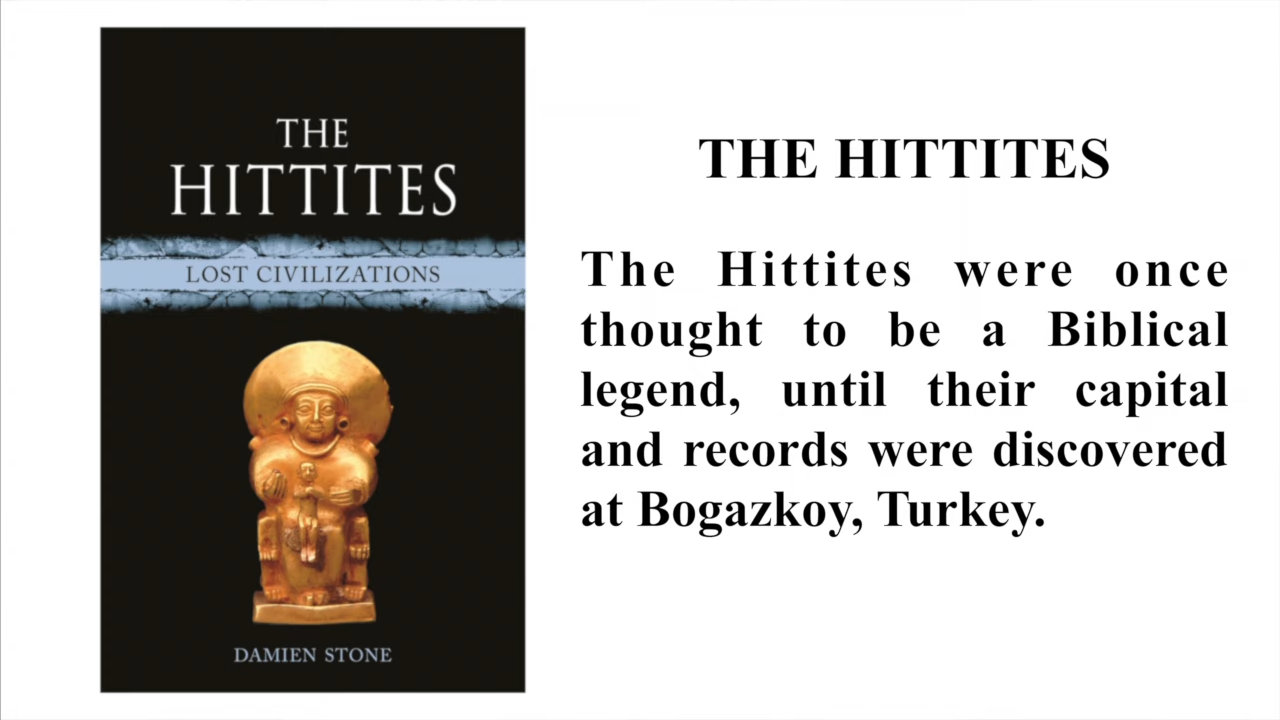 THE
HITTITES
LOST CIVILIZATIONS
DAMIEN STONE
THE HITTITES
The Hittites were once
thought to be a Biblical
legend, until their capital
and records were discovered
at Bogazkoy, Turkey.